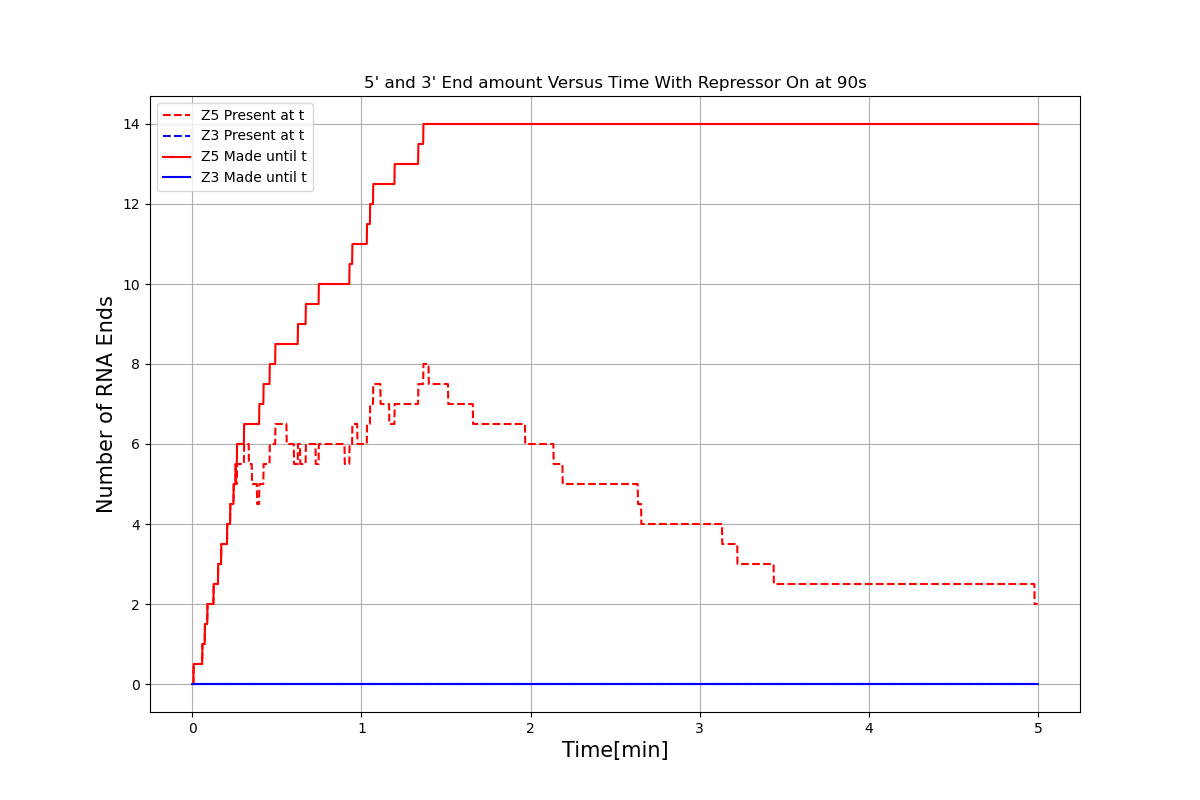 5' and 3' End amount Versus Time With Repressor On at 90s
Z5 Present at t
Z3 Present at t
Z5 Made until t
Z3 Made until t
14
12
10
8
6
4
2
0
Number of RNA Ends
0 1 2 3 4 5
Time[min]